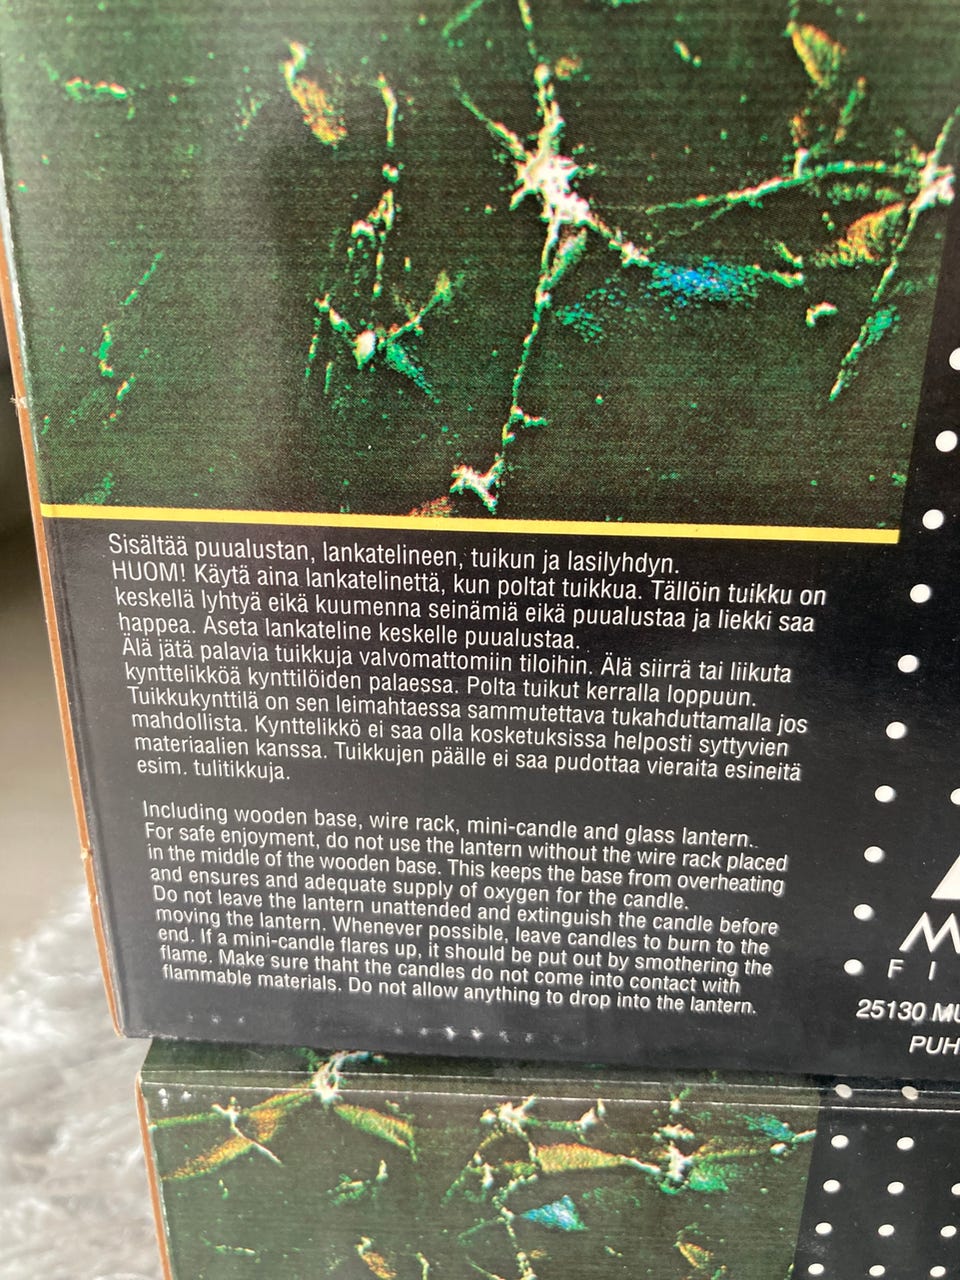 Sisältää puualustan, lankatelineen, tuikun ja lasilyhdyn.
HUOM! Käytä aina lankatelinettä, kun poltat tuikkua. Tällöin tuikku on
keskellä lyhtyä eikä kuumenna seinämiä eikä puualustaa ja liekki saa
happea. Aseta lankateline keskelle puualustaa.
Älä jätä palavia tuikkuja valvomattomiin tiloihin. Älä siirrä tai liikuta
kynttelikköä kynttilöiden palaessa. Polta tuikut kerralla loppuun.
Tuikkukynttilä on sen leimahtaessa sammutettava tukahduttamalla jos
mahdollista. Kynttelikkö ei saa olla kosketuksissa helposti syttyvien
materiaalien kanssa. Tuikkujen päälle ei saa pudottaa vieraita esineitä
esim. tulitikkuja.
Including wooden base, wire rack, mini-candle and glass lantern.
For safe enjoyment, do not use the lantern without the wire rack placed
in the middle of the wooden base. This keeps the base from overheating
and ensures and adequate supply of oxygen for the candle.
Do not leave the lantern unattended and extinguish the candle before
moving the lantern. Whenever possible, leave candles to burn to the
end. If a mini-candle flares up, it should be put out by smothering the
flame. Make sure thaht the candles do not come into contact with
flammable materials. Do not allow anything to drop into the lantern.
F I
25130 MU
PUH